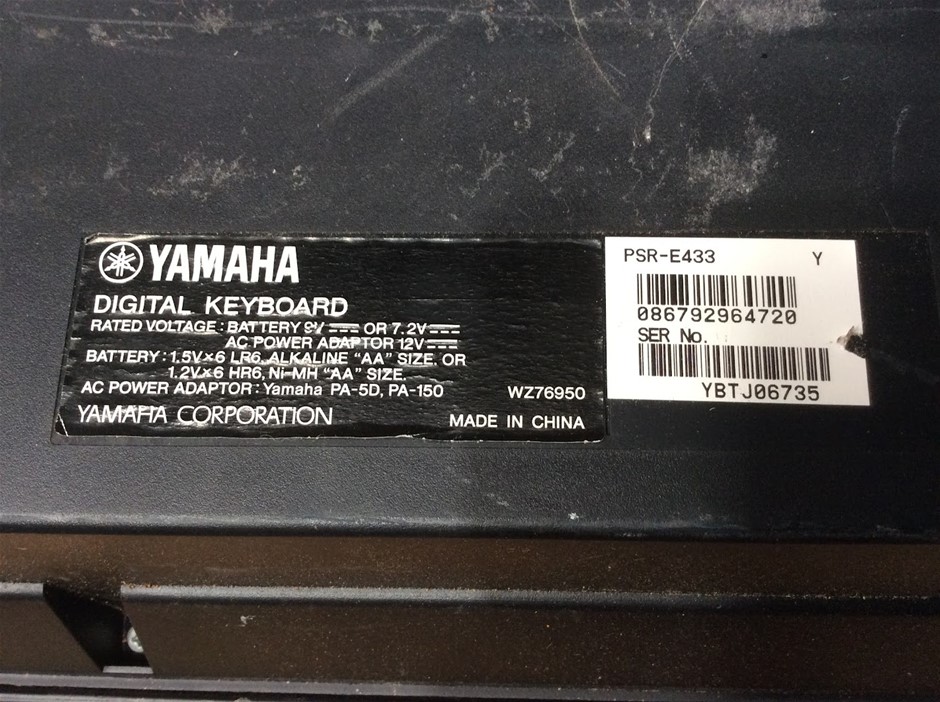 YAMAHA
DIGITAL KEYBOARD
RATED VOLTAGE : BATTERY 9V ⎓ OR 7.2V ⎓
AC POWER ADAPTOR 12V ⎓
BATTERY : 1.5V×6 LR6, ALKALINE “AA” SIZE, OR
1.2V×6 HR6, Ni-MH “AA” SIZE.
AC POWER ADAPTOR : Yamaha PA-5D, PA-150
WZ76950
YAMAHA CORPORATION
MADE IN CHINA
PSR-E433 Y
086792964720
SER No.
YBTJ06735